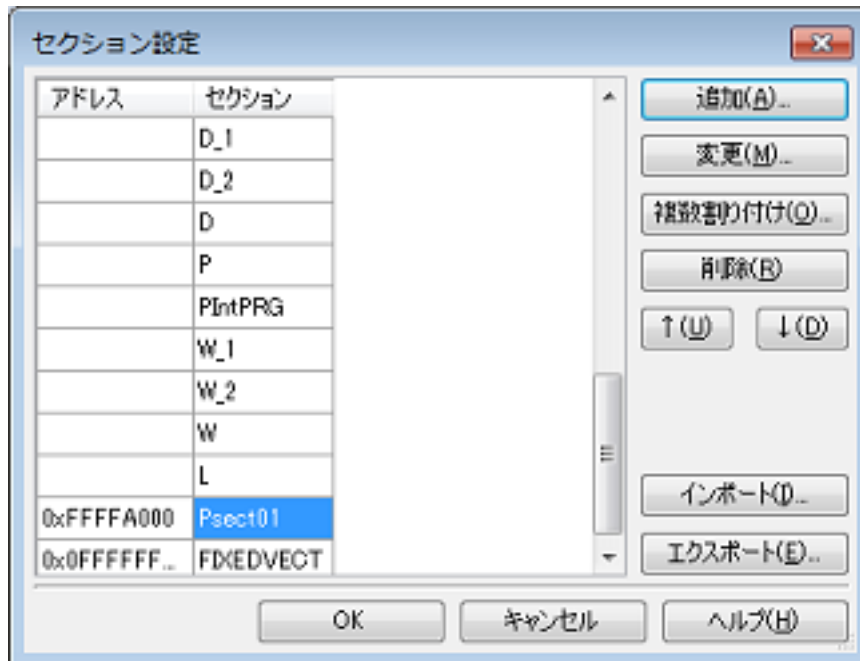 セクション設定
アドレス セクション
D_1
D_2
D
P
PIntPRG
W_1
W_2
W
L
0xFFFFA000 Psect01
0x0FFFFFF... FIXEDVECT
追加(A)...
変更(M)...
複数割り付け(O)...
削除(R)
↑(U) ↓(D)
インポート(I)...
エクスポート(E)...
OK キャンセル ヘルプ(H)